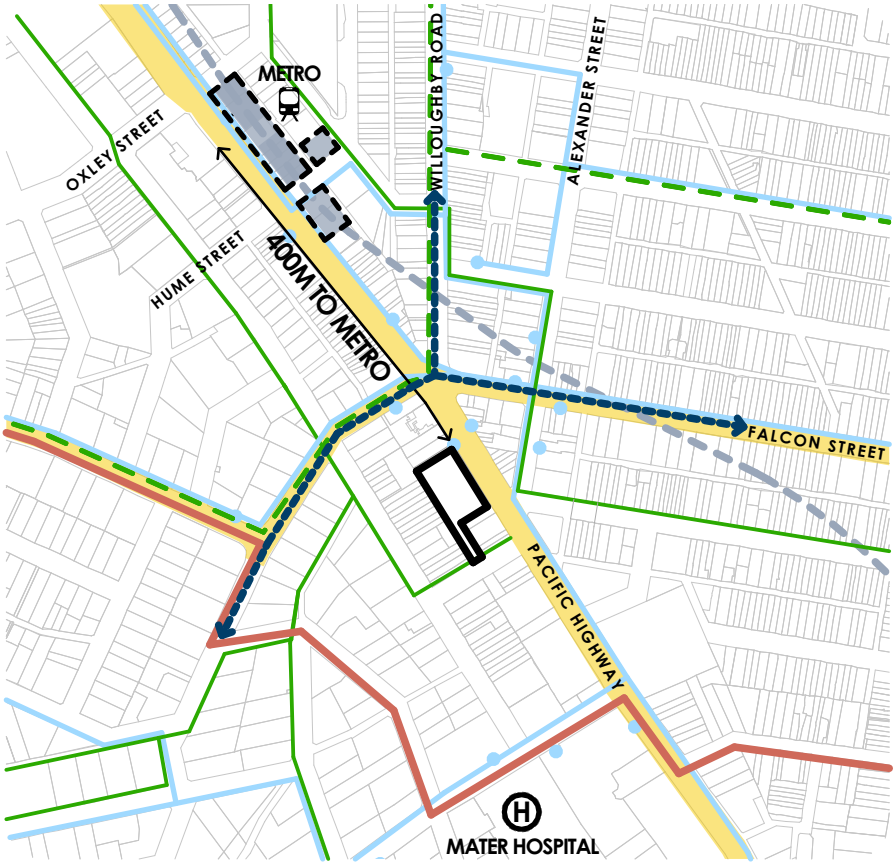 METRO
WILLOUGHBY ROAD
ALEXANDER STREET
OXLEY STREET
HUME STREET
400M TO METRO
FALCON STREET
PACIFIC HIGHWAY
H
MATER HOSPITAL